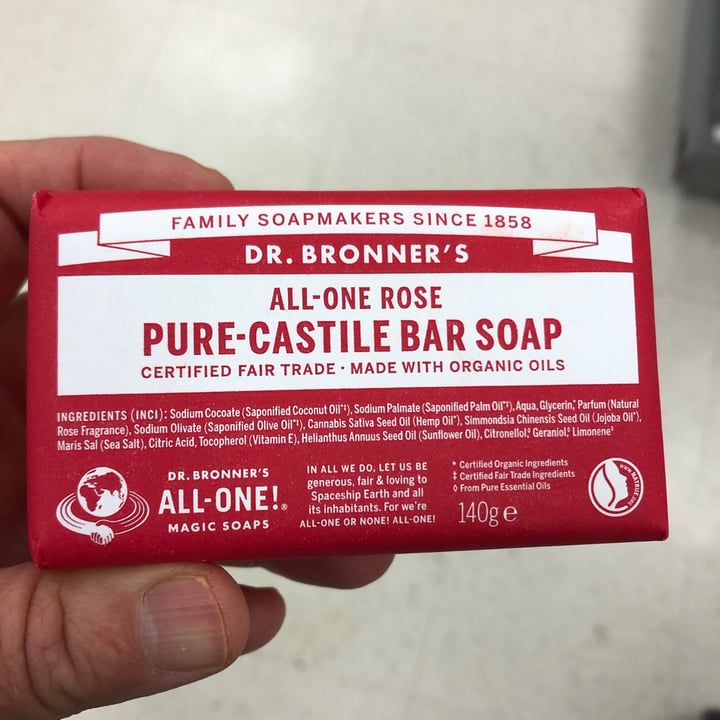 FAMILY SOAPMAKERS SINCE 1858
DR. BRONNER'S
ALL-ONE ROSE
PURE-CASTILE BAR SOAP
CERTIFIED FAIR TRADE · MADE WITH ORGANIC OILS
INGREDIENTS (INCI): Sodium Cocoate (Saponified Coconut Oil*‡), Sodium Palmate (Saponified Palm Oil*‡), Aqua, Glycerin,* Parfum (Natural
Rose Fragrance), Sodium Olivate (Saponified Olive Oil*‡), Cannabis Sativa Seed Oil (Hemp Oil*), Simmondsia Chinensis Seed Oil (Jojoba Oil*),
Maris Sal (Sea Salt), Citric Acid, Tocopherol (Vitamin E), Helianthus Annuus Seed Oil (Sunflower Oil), Citronellol,◊ Geraniol,◊ Limonene◊
DR. BRONNER'S
ALL-ONE!®
MAGIC SOAPS
IN ALL WE DO, LET US BE
generous, fair & loving to
Spaceship Earth and all
its inhabitants. For we're
ALL-ONE OR NONE! ALL-ONE!
* Certified Organic Ingredients
‡ Certified Fair Trade Ingredients
◊ From Pure Essential Oils
140g e
WWW.NATRUE.ORG